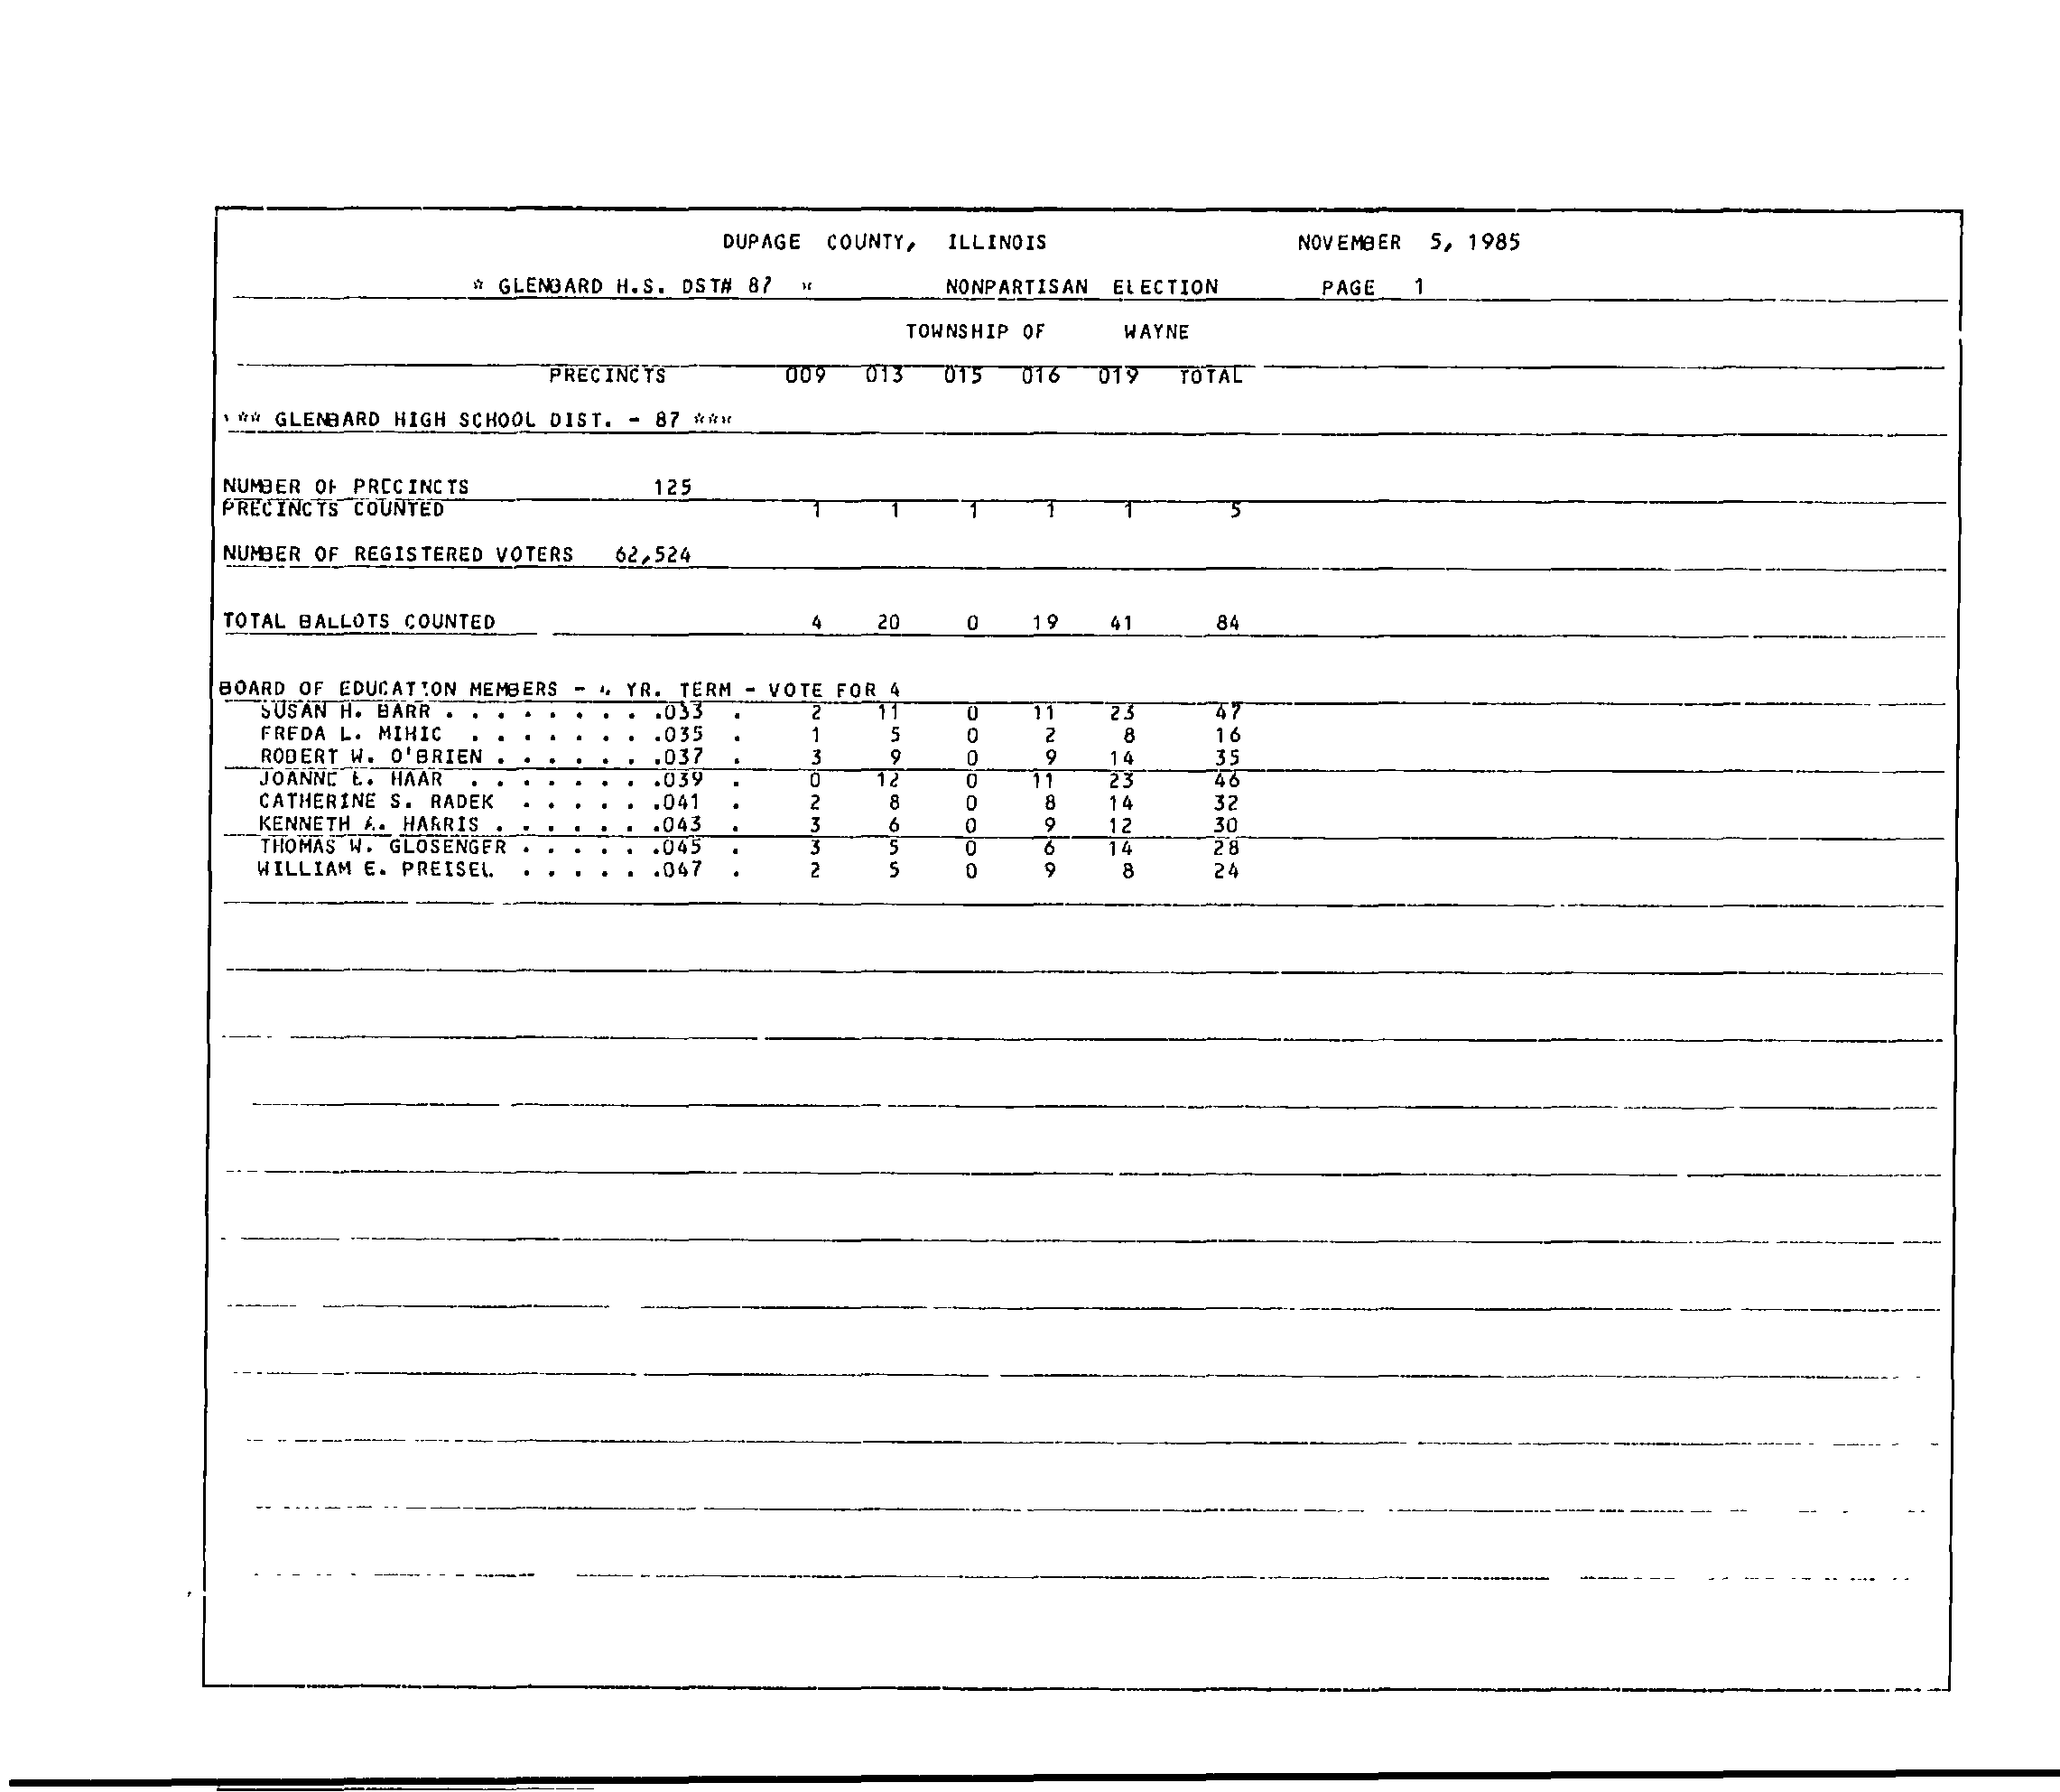 DUPAGE COUNTY, ILLINOIS NOVEMBER 5, 1985
* GLENBARD H.S. DST# 87 * NONPARTISAN ELECTION PAGE 1
TOWNSHIP OF WAYNE
PRECINCTS 009 013 015 016 019 TOTAL
*** GLENBARD HIGH SCHOOL DIST. - 87 ***
NUMBER OF PRECINCTS 125
PRECINCTS COUNTED 1 1 1 1 1 5
NUMBER OF REGISTERED VOTERS 62,524
TOTAL BALLOTS COUNTED 4 20 0 19 41 84
BOARD OF EDUCATION MEMBERS - 4 YR. TERM - VOTE FOR 4
SUSAN H. BARR . . . . . . . . .033 . 2 11 0 11 23 47
FREDA L. MIHIC . . . . . . . .035 . 1 5 0 2 8 16
ROBERT W. O'BRIEN . . . . . . .037 . 3 9 0 9 14 35
JOANNE E. HAAR . . . . . . . .039 . 0 12 0 11 23 46
CATHERINE S. RADEK . . . . . .041 . 2 8 0 8 14 32
KENNETH A. HARRIS . . . . . . .043 . 3 6 0 9 12 30
THOMAS W. GLOSENGER . . . . . .045 . 3 5 0 6 14 28
WILLIAM E. PREISEL . . . . . .047 . 2 5 0 9 8 24